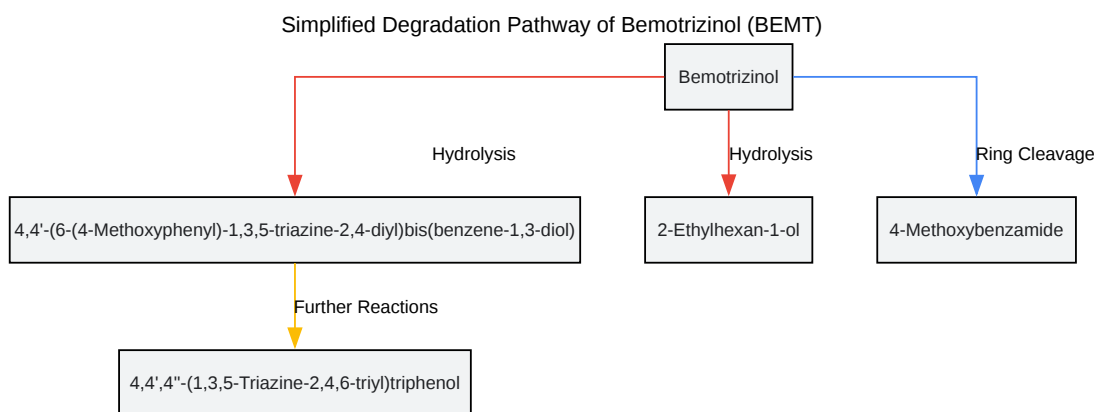 Simplified Degradation Pathway of Bemotrizinol (BEMT)
Bemotrizinol
Hydrolysis
Hydrolysis
Ring Cleavage
4,4'-(6-(4-Methoxyphenyl)-1,3,5-triazine-2,4-diyl)bis(benzene-1,3-diol)
2-Ethylhexan-1-ol
4-Methoxybenzamide
Further Reactions
4,4',4"-(1,3,5-Triazine-2,4,6-triyl)triphenol